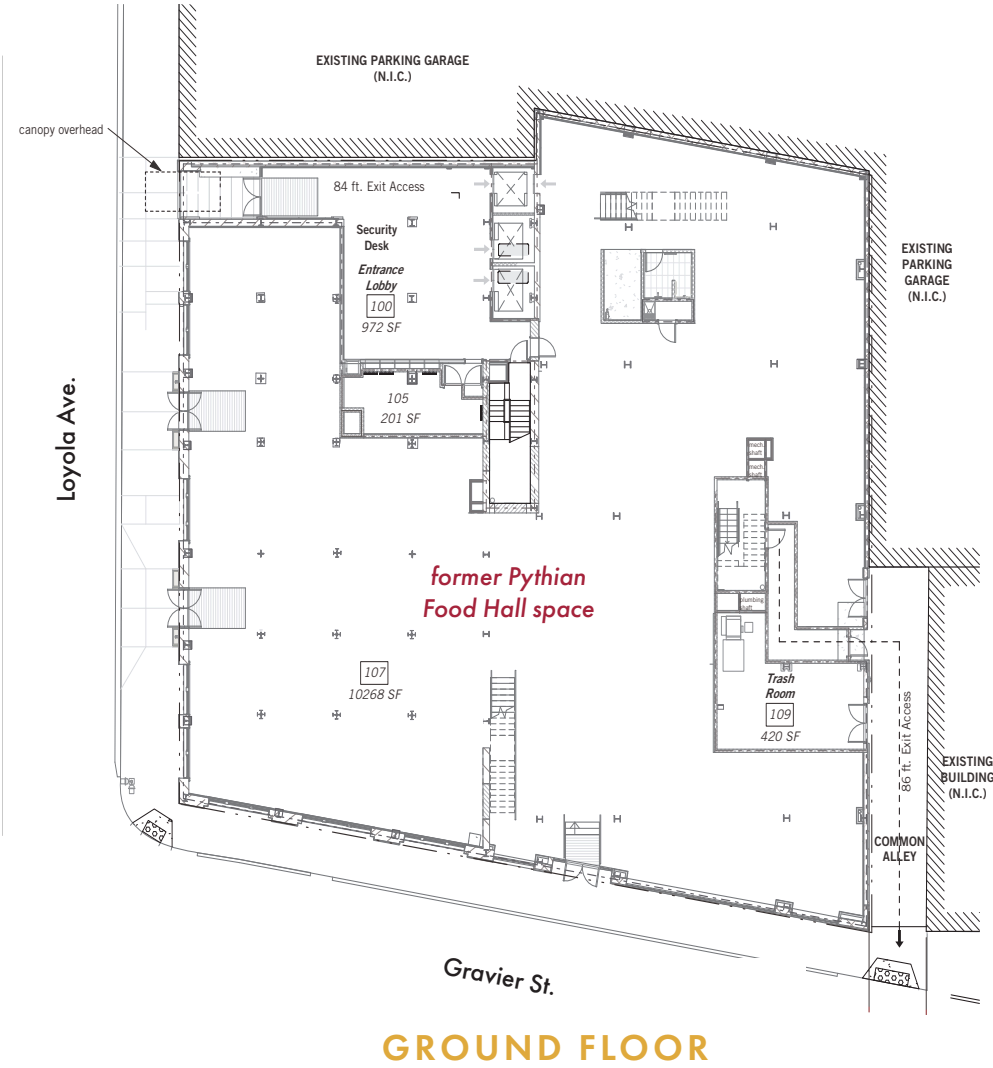 EXISTING PARKING GARAGE
(N.I.C.)
canopy overhead
84 ft. Exit Access
Security
Desk
Entrance
Lobby
100
972 SF
EXISTING
PARKING
GARAGE
(N.I.C.)
105
201 SF
Loyola Ave.
mech.
shaft
mech.
shaft
former Pythian
Food Hall space
plumbing
shaft
107
10268 SF
Trash
Room
109
420 SF
86 ft. Exit Access
EXISTING
BUILDING
(N.I.C.)
COMMON
ALLEY
Gravier St.
GROUND FLOOR